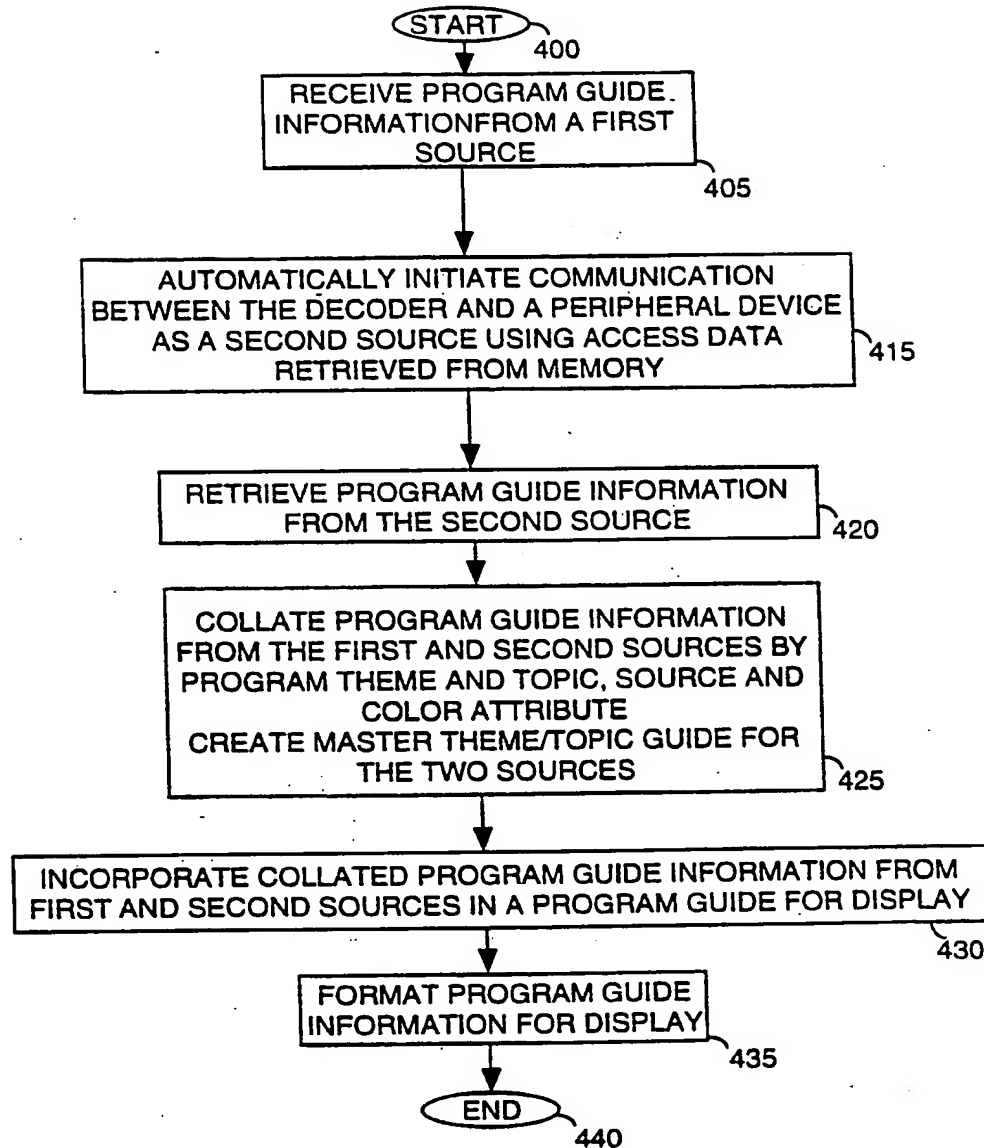 START
400
RECEIVE PROGRAM GUIDE
INFORMATIONFROM A FIRST
SOURCE
405
AUTOMATICALLY INITIATE COMMUNICATION
BETWEEN THE DECODER AND A PERIPHERAL DEVICE
AS A SECOND SOURCE USING ACCESS DATA
RETRIEVED FROM MEMORY
415
RETRIEVE PROGRAM GUIDE INFORMATION
FROM THE SECOND SOURCE
420
COLLATE PROGRAM GUIDE INFORMATION
FROM THE FIRST AND SECOND SOURCES BY
PROGRAM THEME AND TOPIC, SOURCE AND
COLOR ATTRIBUTE
CREATE MASTER THEME/TOPIC GUIDE FOR
THE TWO SOURCES
425
INCORPORATE COLLATED PROGRAM GUIDE INFORMATION FROM
FIRST AND SECOND SOURCES IN A PROGRAM GUIDE FOR DISPLAY
430
FORMAT PROGRAM GUIDE
INFORMATION FOR DISPLAY
435
END
440